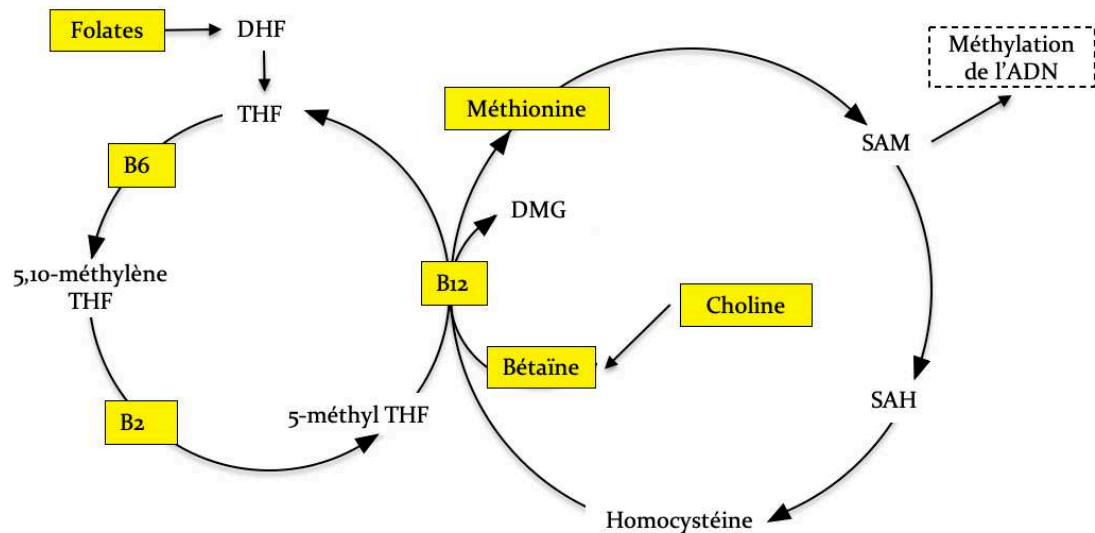 Folates
DHF
Méthylation
de l'ADN
THF
Méthionine
SAM
B6
DMG
5,10-méthylène
THF
B12
Choline
Bétaïne
SAH
B2
5-méthyl THF
Homocystéine